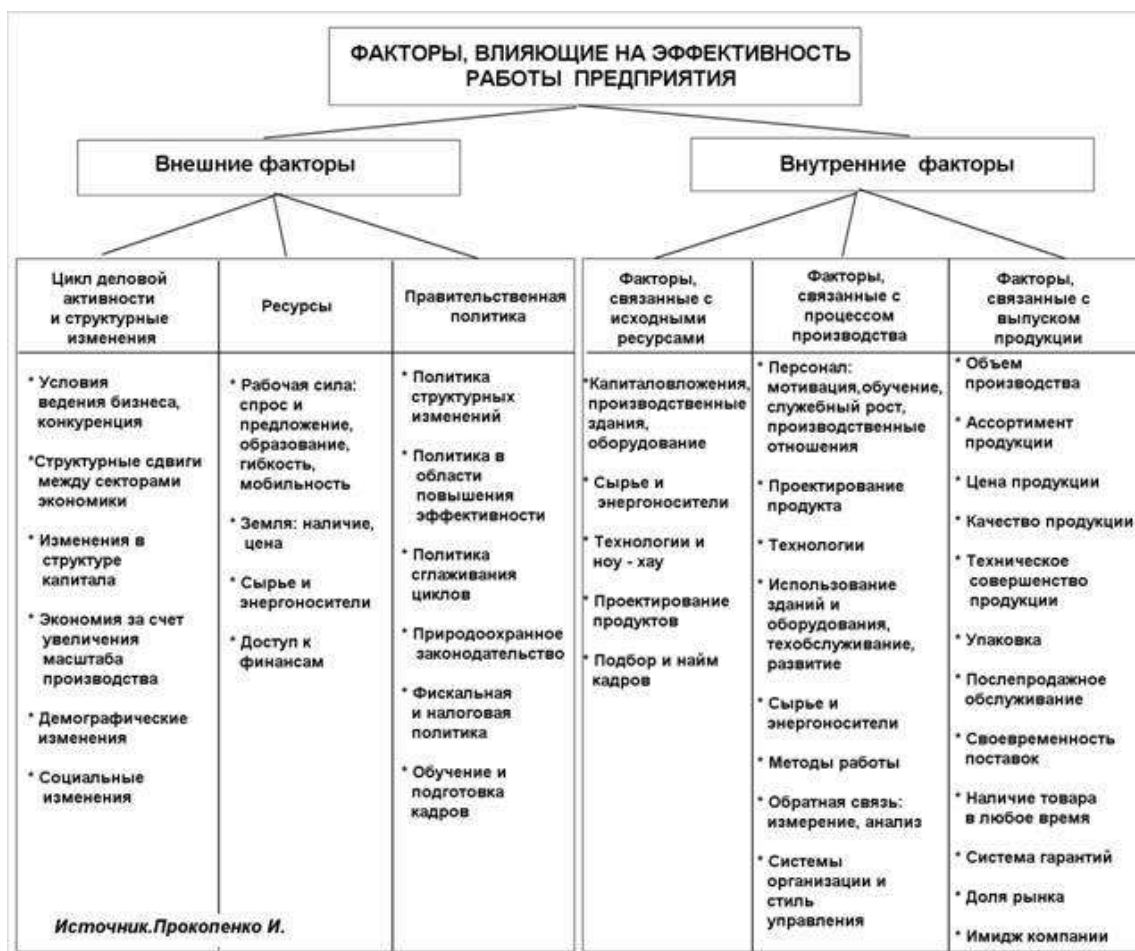 ФАКТОРЫ, ВЛИЯЮЩИЕ НА ЭФФЕКТИВНОСТЬ
РАБОТЫ ПРЕДПРИЯТИЯ
Внешние факторы
Внутренние факторы
Цикл деловой
активности
и структурные
изменения
* Условия
ведения бизнеса,
конкуренция
*Структурные сдвиги
между секторами
экономики
* Изменения в
структуре
капитала
* Экономия за счет
увеличения
масштаба
производства
* Демографические
изменения
* Социальные
изменения
Ресурсы
* Рабочая сила:
спрос и
предложение,
образование,
гибкость,
мобильность
* Земля: наличие,
цена
* Сырье и
энергоносители
* Доступ к
финансам
Правительственная
политика
* Политика
структурных
изменений
* Политика в
области
повышения
эффективности
* Политика
сглаживания
циклов
* Природоохранное
законодательство
* Фискальная
и налоговая
политика
* Обучение и
подготовка
кадров
Факторы,
связанные с
исходными
ресурсами
*Капиталовложения,
производственные
здания,
оборудование
* Сырье и
энергоносители
* Технологии и
ноу - хау
* Проектирование
продуктов
* Подбор и найм
кадров
Факторы,
связанные с
процессом
производства
* Персонал:
мотивация,обучение,
служебный рост,
производственные
отношения
* Проектирование
продукта
* Технологии
* Использование
зданий и
оборудования,
техобслуживание,
развитие
* Сырье и
энергоносители
* Методы работы
* Обратная связь:
измерение, анализ
* Системы
организации и
стиль
управления
Факторы,
связанные с
выпуском
продукции
* Объем
производства
* Ассортимент
продукции
* Цена продукции
* Качество продукции
* Техническое
совершенство
продукции
* Упаковка
* Послепродажное
обслуживание
* Своевременность
поставок
* Наличие товара
в любое время
* Система гарантий
* Доля рынка
* Имидж компании
Источник.Прокопенко И.